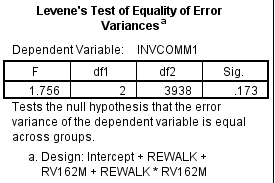 Levene's Test of Equality of Error
Variances a
Dependent Variable: INVCOMM1
F df1 df2 Sig.
1.756 2 3938 .173
Tests the null hypothesis that the error
variance of the dependent variable is equal
across groups.
a. Design: Intercept + REWALK +
RV162M + REWALK * RV162M